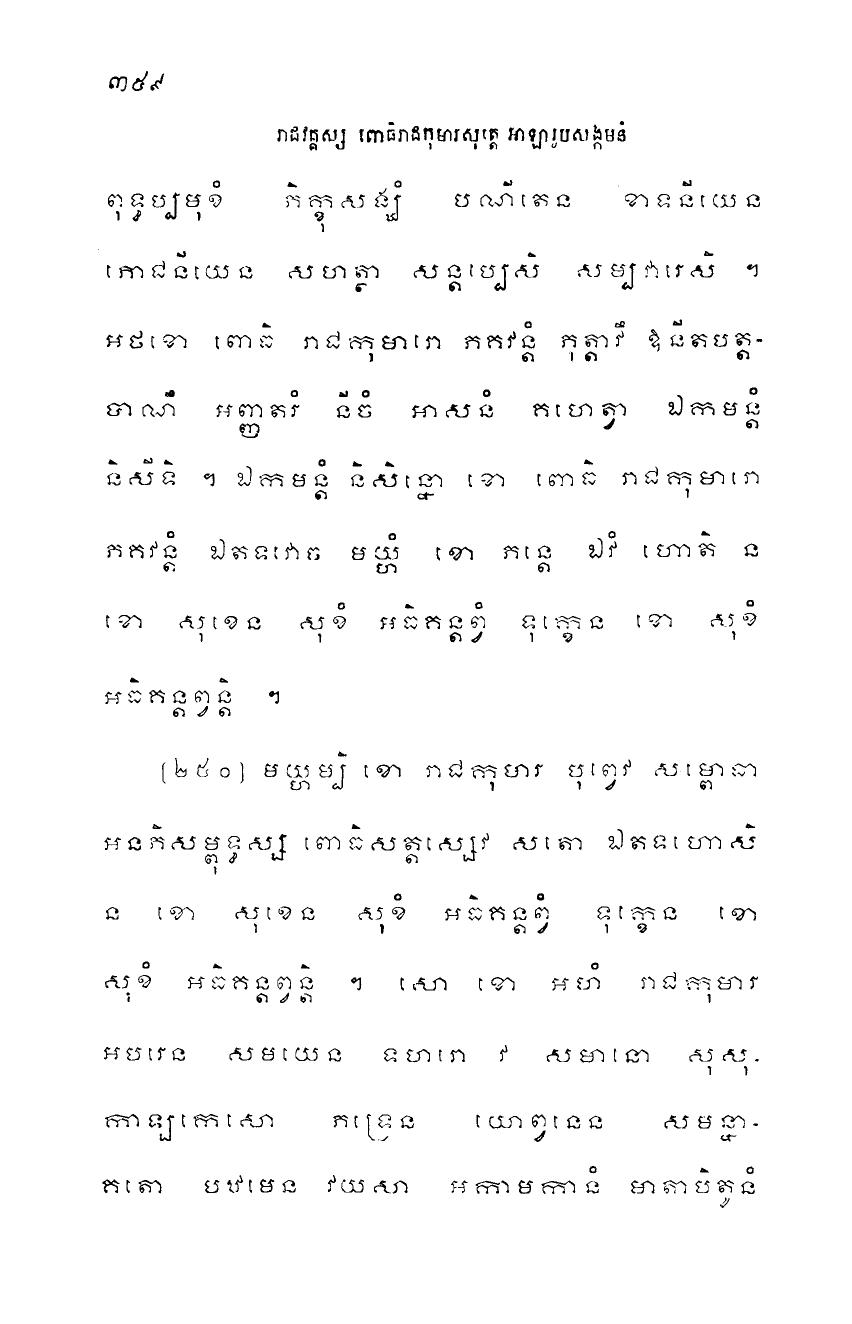 ៣៥៩
រាជវគ្គស្ស ពោធិរាជកុមារសុត្តេ អាឡារូបសង្កមនំ
ពុទ្ធប្បមុខំ ភិក្ខុសង្ឃំ បណីតេន ខាទនីយេន
ភោជនីយេន សហត្ថា សន្តប្បេសិ សម្បវារេសិ ។
អថខោ ពោធិ រាជកុមារោ ភគវន្តំ ភុត្តាវឹ ឱនីតបត្ត-
បាណឹ អញ្ញតរំ នីចំ អាសនំ គហេត្វា ឯកមន្តំ
និសីទិ ។ ឯកមន្តំ និសិន្នោ ខោ ពោធិ រាជកុមារោ
ភគវន្តំ ឯតទវោច មយ្ហំ ខោ ភន្តេ ឯវំ ហោតិ ន
ខោ សុខេន សុខំ អធិគន្តព្វំ ទុក្ខេន ខោ សុខំ
អធិគន្តព្វន្តិ ។
(២៥០) មយ្ហម្បិ ខោ រាជកុមារ បុព្វេវ សម្ពោធា
អនភិសម្ពុទ្ធស្ស ពោធិសត្តស្សេវ សតោ ឯតទហោសិ
ន ខោ សុខេន សុខំ អធិគន្តព្វំ ទុក្ខេន ខោ
សុខំ អធិគន្តព្វន្តិ ។ សោ ខោ អហំ រាជកុមារ
អបរេន សមយេន ទហរោ វ សមានោ សុសុ-
កាឡកេសោ ភទ្រេន យោព្វនេន សមន្នា-
គតោ បឋមេន វយសា អកាមកានំ មាតាបិតូនំ